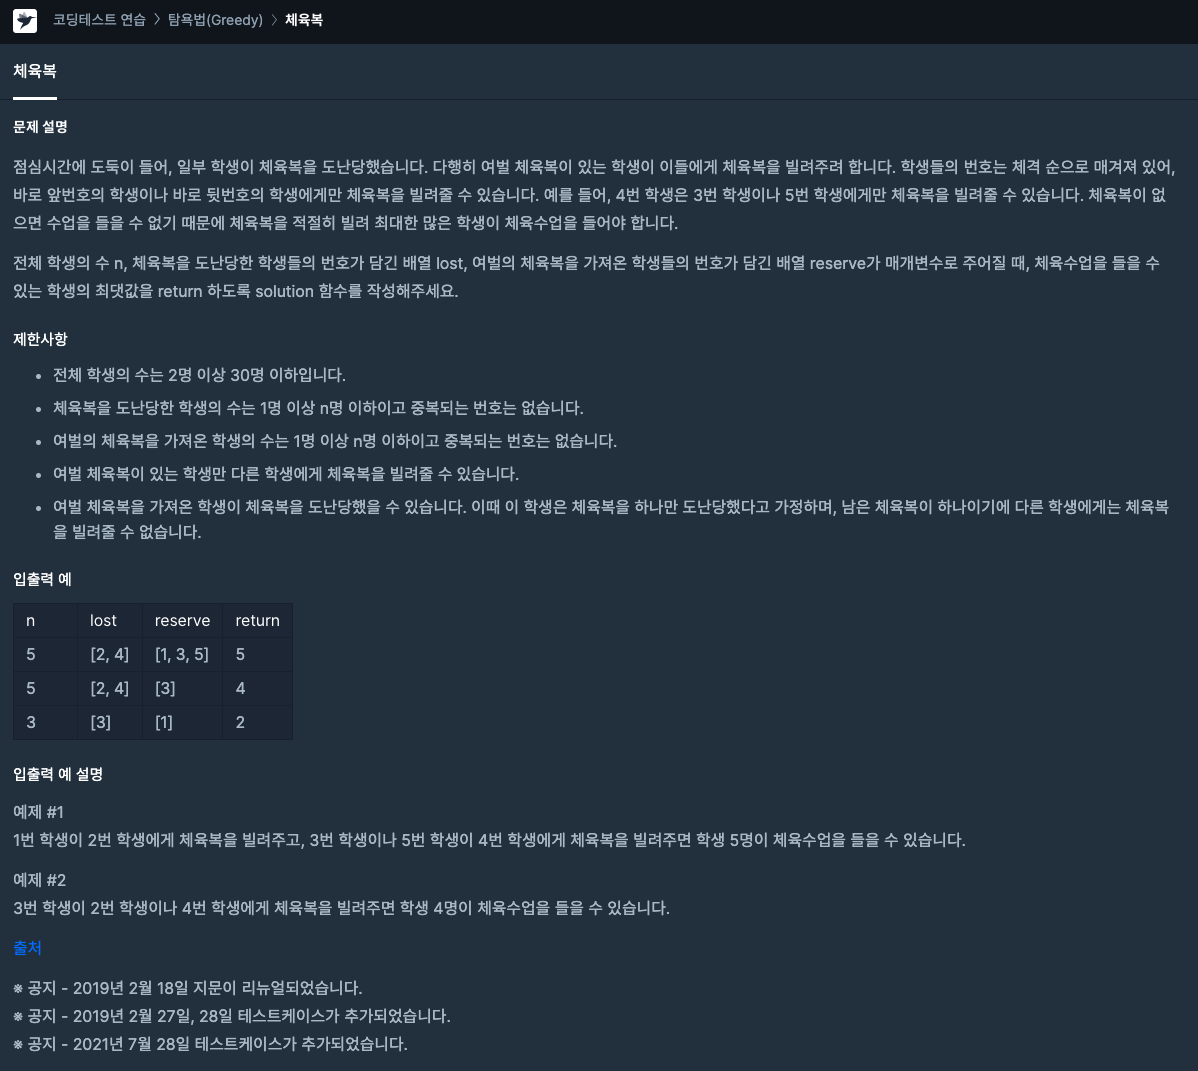 코딩테스트 연습 > 탐욕법(Greedy) > 체육복
체육복
문제 설명
점심시간에 도둑이 들어, 일부 학생이 체육복을 도난당했습니다. 다행히 여벌 체육복이 있는 학생이 이들에게 체육복을 빌려주려 합니다. 학생들의 번호는 체격 순으로 매겨져 있어,
바로 앞번호의 학생이나 바로 뒷번호의 학생에게만 체육복을 빌려줄 수 있습니다. 예를 들어, 4번 학생은 3번 학생이나 5번 학생에게만 체육복을 빌려줄 수 있습니다. 체육복이 없
으면 수업을 들을 수 없기 때문에 체육복을 적절히 빌려 최대한 많은 학생이 체육수업을 들어야 합니다.
전체 학생의 수 n, 체육복을 도난당한 학생들의 번호가 담긴 배열 lost, 여벌의 체육복을 가져온 학생들의 번호가 담긴 배열 reserve가 매개변수로 주어질 때, 체육수업을 들을 수
있는 학생의 최댓값을 return 하도록 solution 함수를 작성해주세요.
제한사항
• 전체 학생의 수는 2명 이상 30명 이하입니다.
• 체육복을 도난당한 학생의 수는 1명 이상 n명 이하이고 중복되는 번호는 없습니다.
• 여벌의 체육복을 가져온 학생의 수는 1명 이상 n명 이하이고 중복되는 번호는 없습니다.
• 여벌 체육복이 있는 학생만 다른 학생에게 체육복을 빌려줄 수 있습니다.
• 여벌 체육복을 가져온 학생이 체육복을 도난당했을 수 있습니다. 이때 이 학생은 체육복을 하나만 도난당했다고 가정하며, 남은 체육복이 하나이기에 다른 학생에게는 체육복
을 빌려줄 수 없습니다.
입출력 예
n lost reserve return
5 [2, 4] [1, 3, 5] 5
5 [2, 4] [3] 4
3 [3] [1] 2
입출력 예 설명
예제 #1
1번 학생이 2번 학생에게 체육복을 빌려주고, 3번 학생이나 5번 학생이 4번 학생에게 체육복을 빌려주면 학생 5명이 체육수업을 들을 수 있습니다.
예제 #2
3번 학생이 2번 학생이나 4번 학생에게 체육복을 빌려주면 학생 4명이 체육수업을 들을 수 있습니다.
출처
※ 공지 - 2019년 2월 18일 지문이 리뉴얼되었습니다.
※ 공지 - 2019년 2월 27일, 28일 테스트케이스가 추가되었습니다.
※ 공지 - 2021년 7월 28일 테스트케이스가 추가되었습니다.